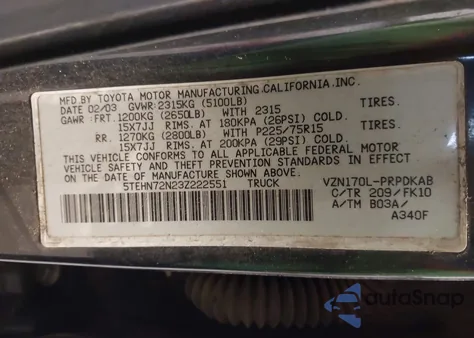 MFD.BY TOYOTA MOTOR MANUFACTURING.CALIFORNIA.INC.
DATE 02/03 GVWR:2315KG (5100LB)
GAWR:FRT.1200KG (2650LB) WITH 2315 TIRES.
15X7JJ RIMS. AT 180KPA (26PSI) COLD.
RR. 1270KG (2800LB) WITH P225/75R15 TIRES.
15X7JJ RIMS. AT 200KPA (29PSI) COLD.
THIS VEHICLE CONFORMS TO ALL APPLICABLE FEDERAL MOTOR
VEHICLE SAFETY AND THEFT PREVENTION STANDARDS IN EFFECT
ON THE DATE OF MANUFACTURE SHOWN ABOVE.
5TEHN72N23Z222551 TRUCK
VZN170L-PRPDKAB
C/TR 209/FK10
A/TM B03A/
A340F
autoSnap